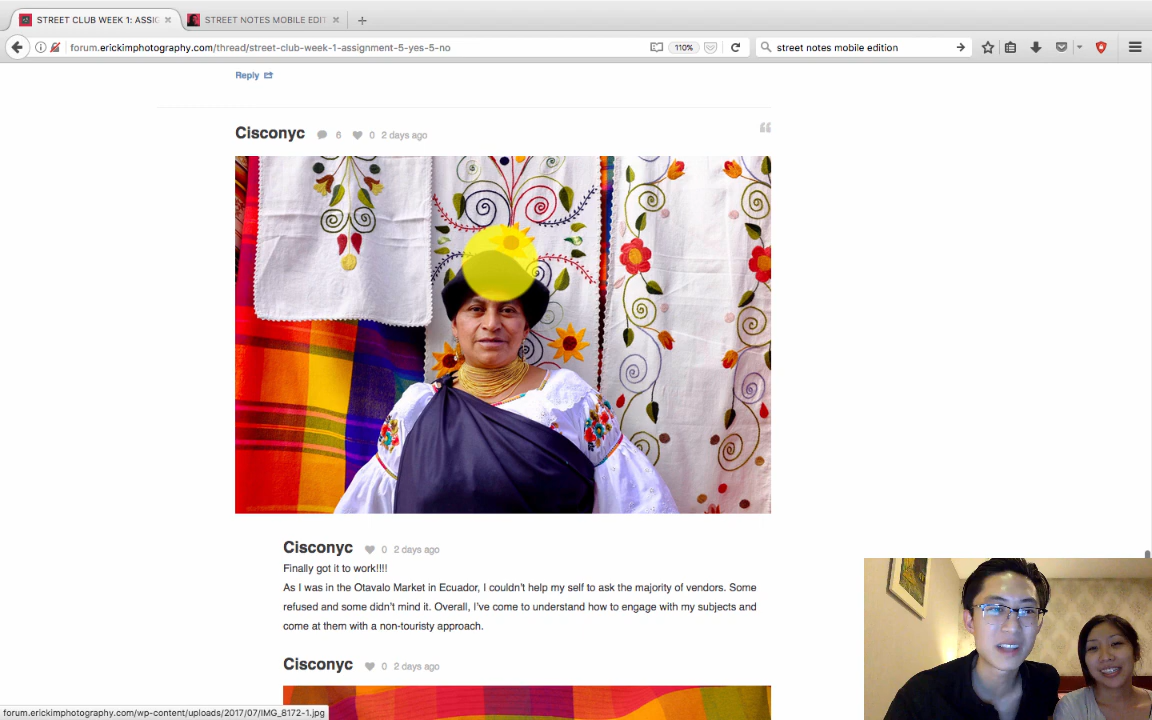 STREET CLUB WEEK 1: ASSI
STREET NOTES MOBILE EDIT
forum.erickimphotography.com/thread/street-club-week-1-assignment-5-yes-5-no
110%
street notes mobile edition
Reply
Cisconyc 6 0 2 days ago
Cisconyc 0 2 days ago
Finally got it to work!!!!
As I was in the Otavalo Market in Ecuador, I couldn't help my self to ask the majority of vendors. Some
refused and some didn't mind it. Overall, I've come to understand how to engage with my subjects and
come at them with a non-touristy approach.
Cisconyc 0 2 days ago
forum.erickimphotography.com/wp-content/uploads/2017/07/IMG_8172-1.jpg